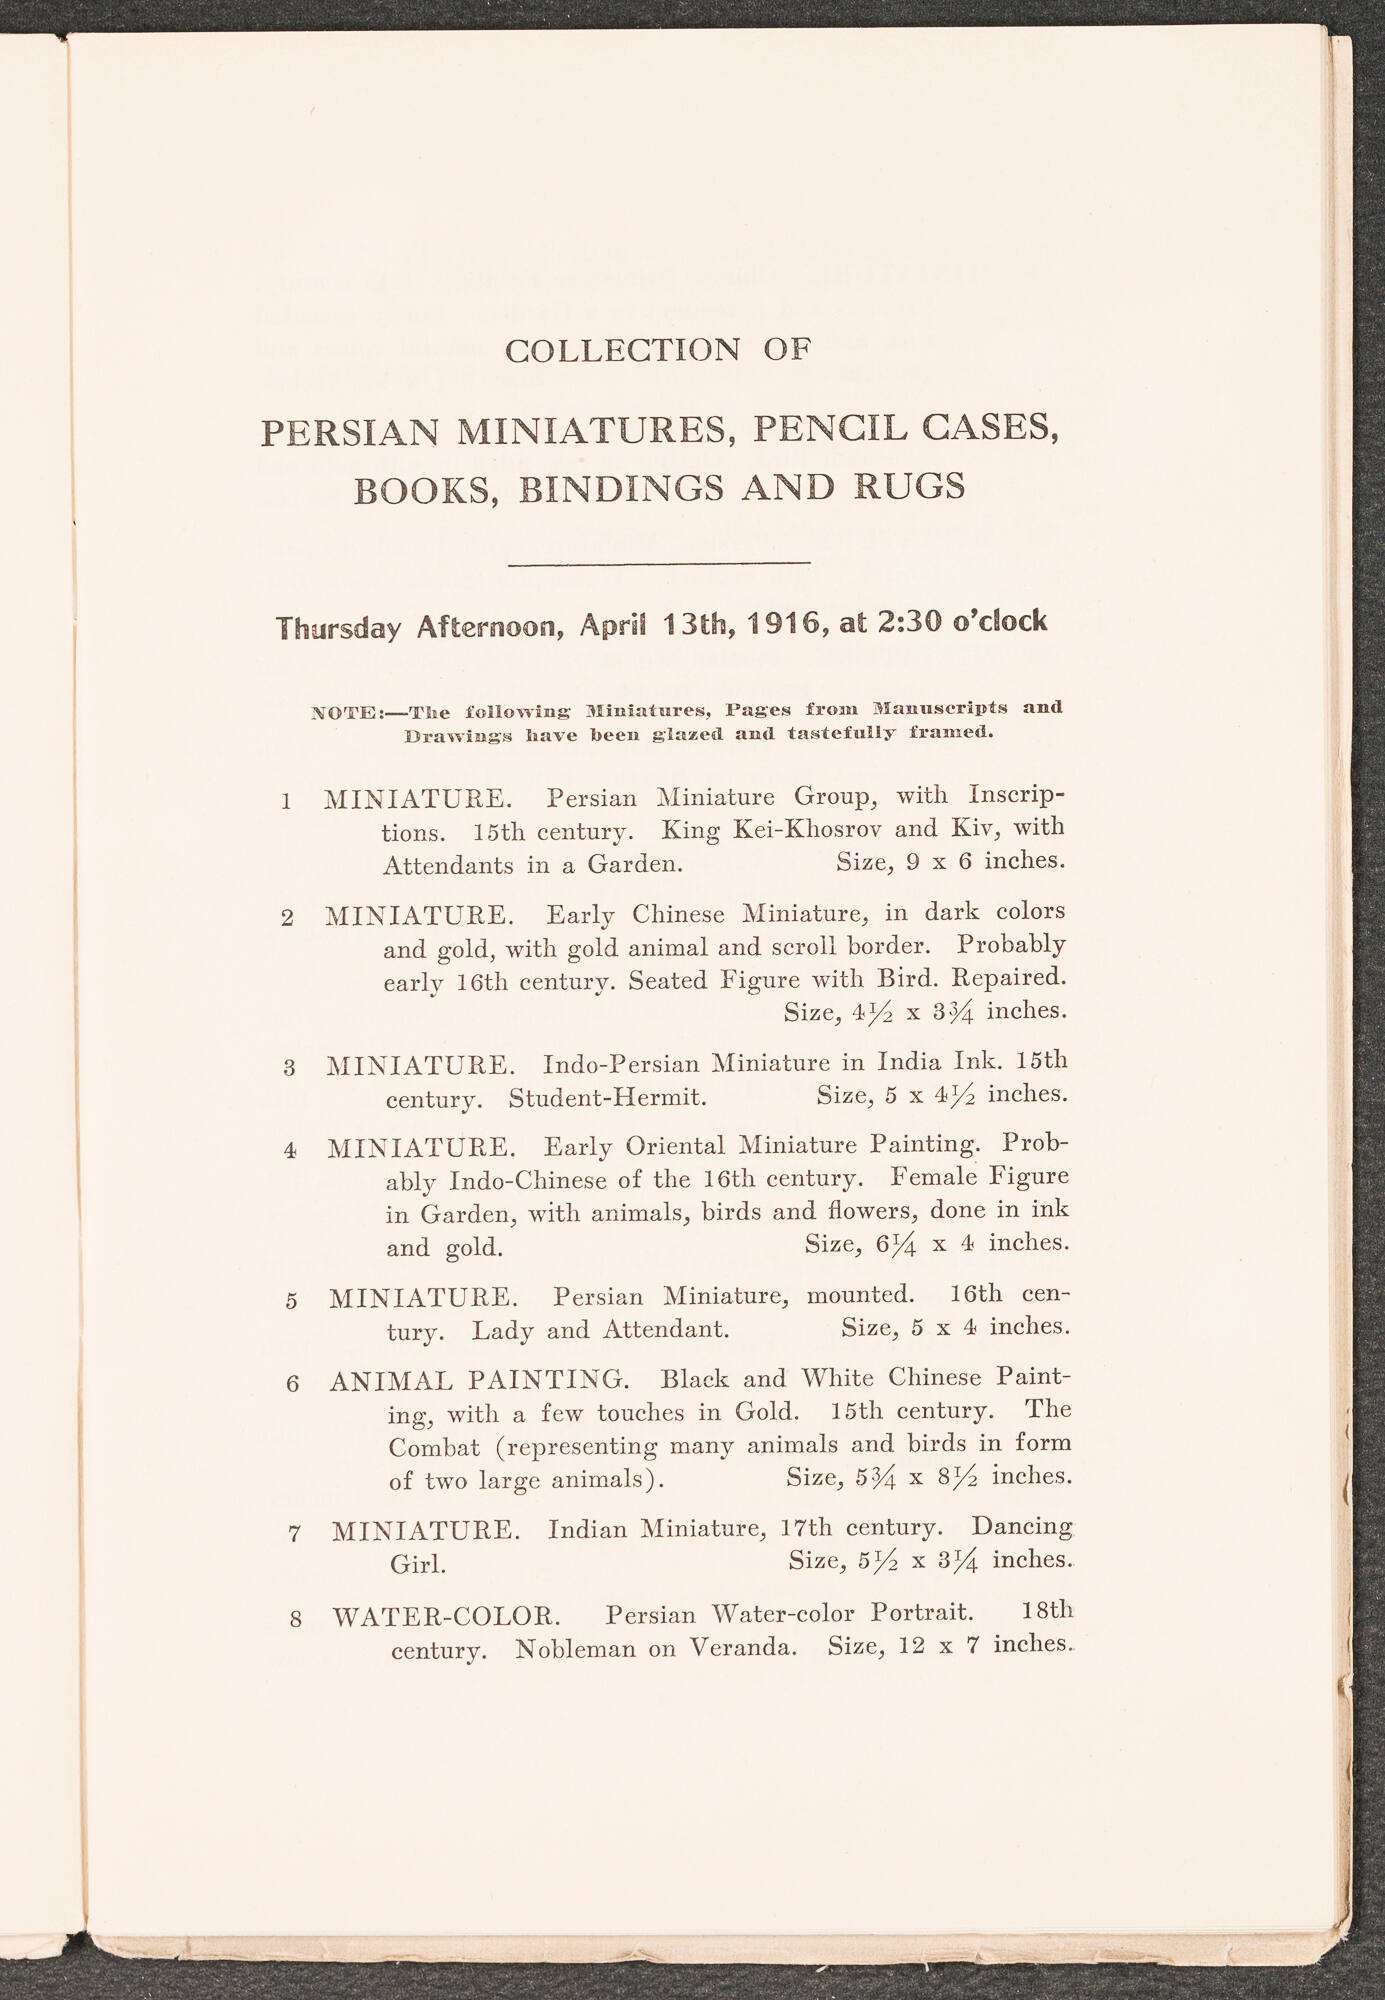 COLLECTION OF
PERSIAN MINIATURES, PENCIL CASES,
BOOKS, BINDINGS AND RUGS
Thursday Afternoon, April 13th, 1916, at 2:30 o'clock
NOTE:—The following Miniatures, Pages from Manuscripts and
Drawings have been glazed and tastefully framed.
1 MINIATURE. Persian Miniature Group, with Inscrip-
tions. 15th century. King Kei-Khosrov and Kiv, with
Attendants in a Garden. Size, 9 x 6 inches.
2 MINIATURE. Early Chinese Miniature, in dark colors
and gold, with gold animal and scroll border. Probably
early 16th century. Seated Figure with Bird. Repaired.
Size, 4½ x 3¾ inches.
3 MINIATURE. Indo-Persian Miniature in India Ink. 15th
century. Student-Hermit. Size, 5 x 4½ inches.
4 MINIATURE. Early Oriental Miniature Painting. Prob-
ably Indo-Chinese of the 16th century. Female Figure
in Garden, with animals, birds and flowers, done in ink
and gold. Size, 6¼ x 4 inches.
5 MINIATURE. Persian Miniature, mounted. 16th cen-
tury. Lady and Attendant. Size, 5 x 4 inches.
6 ANIMAL PAINTING. Black and White Chinese Paint-
ing, with a few touches in Gold. 15th century. The
Combat (representing many animals and birds in form
of two large animals). Size, 5¾ x 8½ inches.
7 MINIATURE. Indian Miniature, 17th century. Dancing
Girl. Size, 5½ x 3¼ inches.
8 WATER-COLOR. Persian Water-color Portrait. 18th
century. Nobleman on Veranda. Size, 12 x 7 inches.